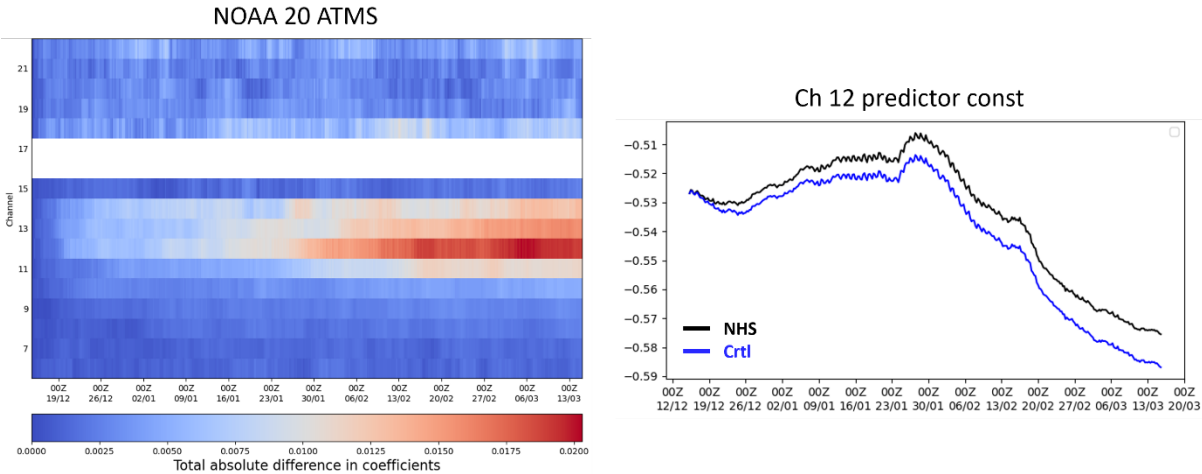 NOAA 20 ATMS
21
19
17
15
13
11
9
7
Channel
00Z 00Z 00Z 00Z 00Z 00Z 00Z 00Z 00Z 00Z 00Z 00Z 00Z
19/12 26/12 02/01 09/01 16/01 23/01 30/01 06/02 13/02 20/02 27/02 06/03 13/03
0.0000 0.0025 0.0050 0.0075 0.0100 0.0125 0.0150 0.0175 0.0200
Total absolute difference in coefficients
Ch 12 predictor const
−0.51
−0.52
−0.53
−0.54
−0.55
−0.56
−0.57
−0.58
−0.59
NHS
Crtl
00Z 00Z 00Z 00Z 00Z 00Z 00Z 00Z 00Z 00Z 00Z 00Z 00Z 00Z 00Z
12/12 19/12 26/12 02/01 09/01 16/01 23/01 30/01 06/02 13/02 20/02 27/02 06/03 13/03 20/03